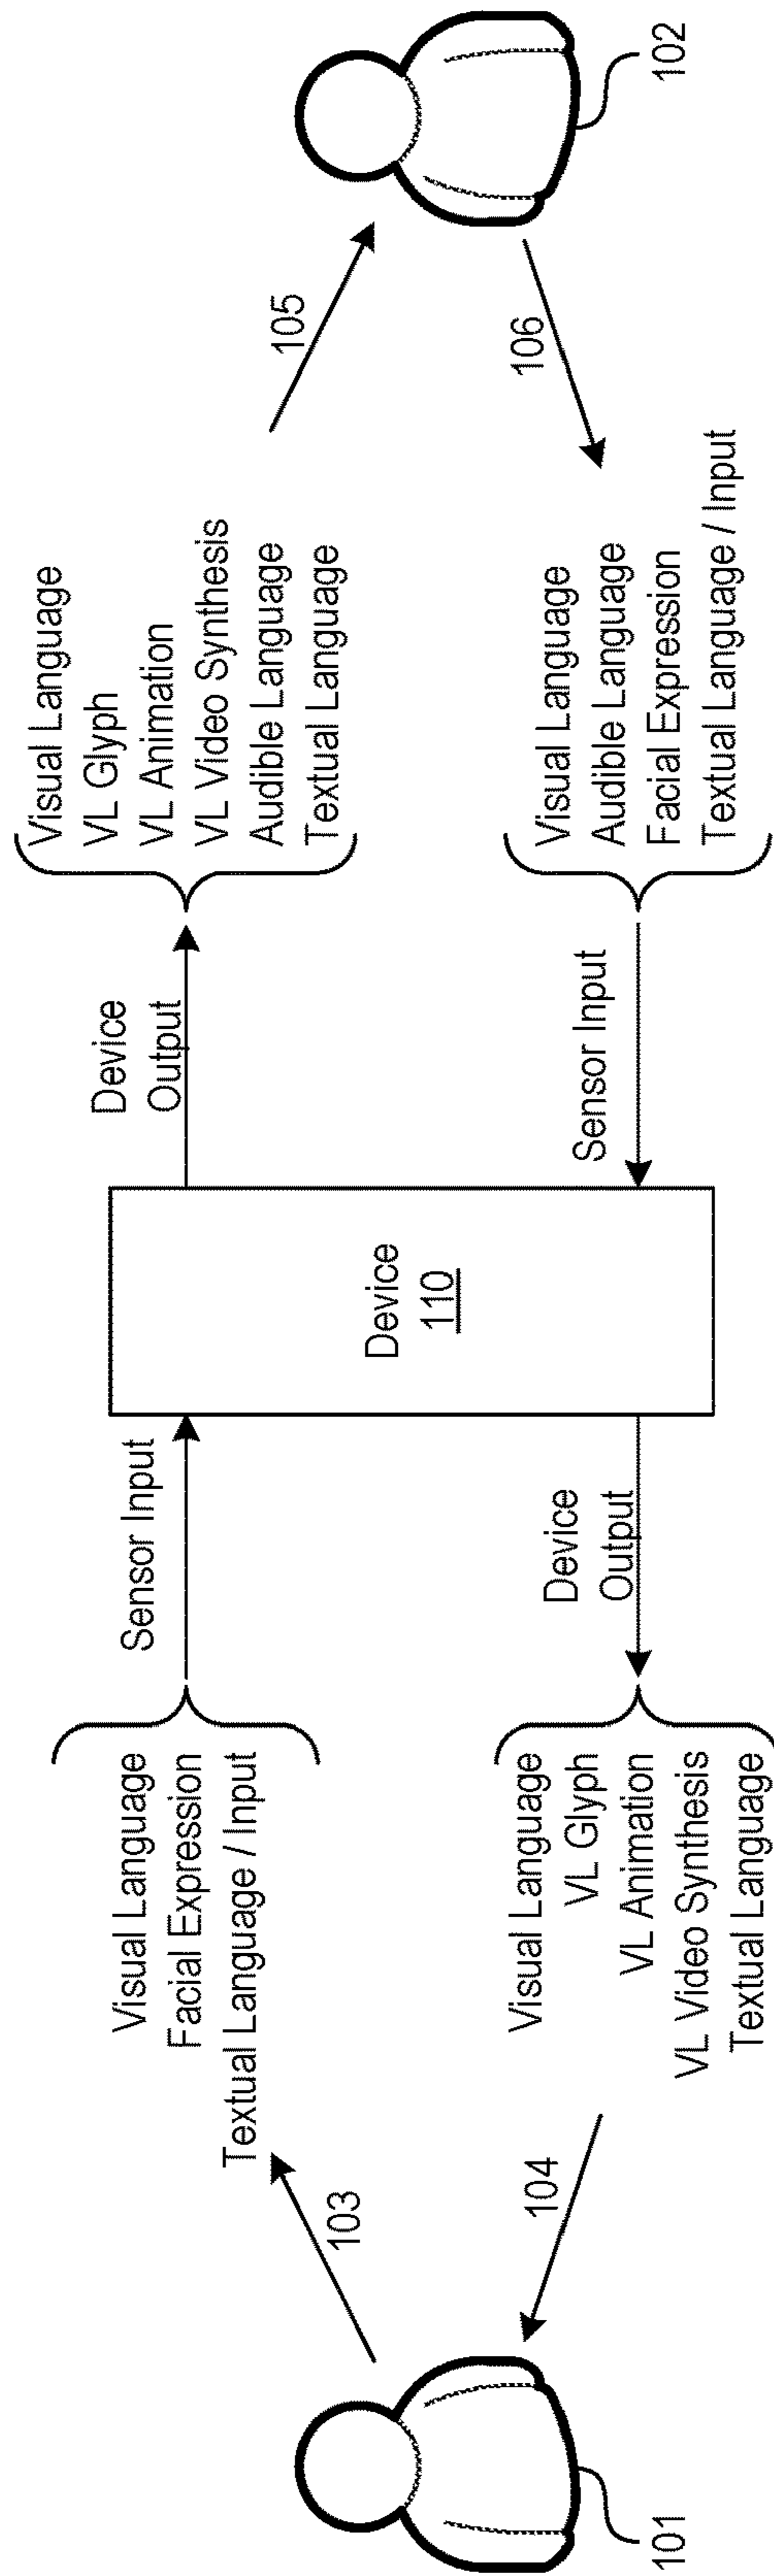 Visual Language
Facial Expression
Textual Language / Input
Sensor Input
Device
Output
Visual Language
VL Glyph
VL Animation
VL Video Synthesis
Audible Language
Textual Language
103
105
Device
110
101
102
104
106
Visual Language
VL Glyph
VL Animation
VL Video Synthesis
Textual Language
Device
Output
Sensor Input
Visual Language
Audible Language
Facial Expression
Textual Language / Input